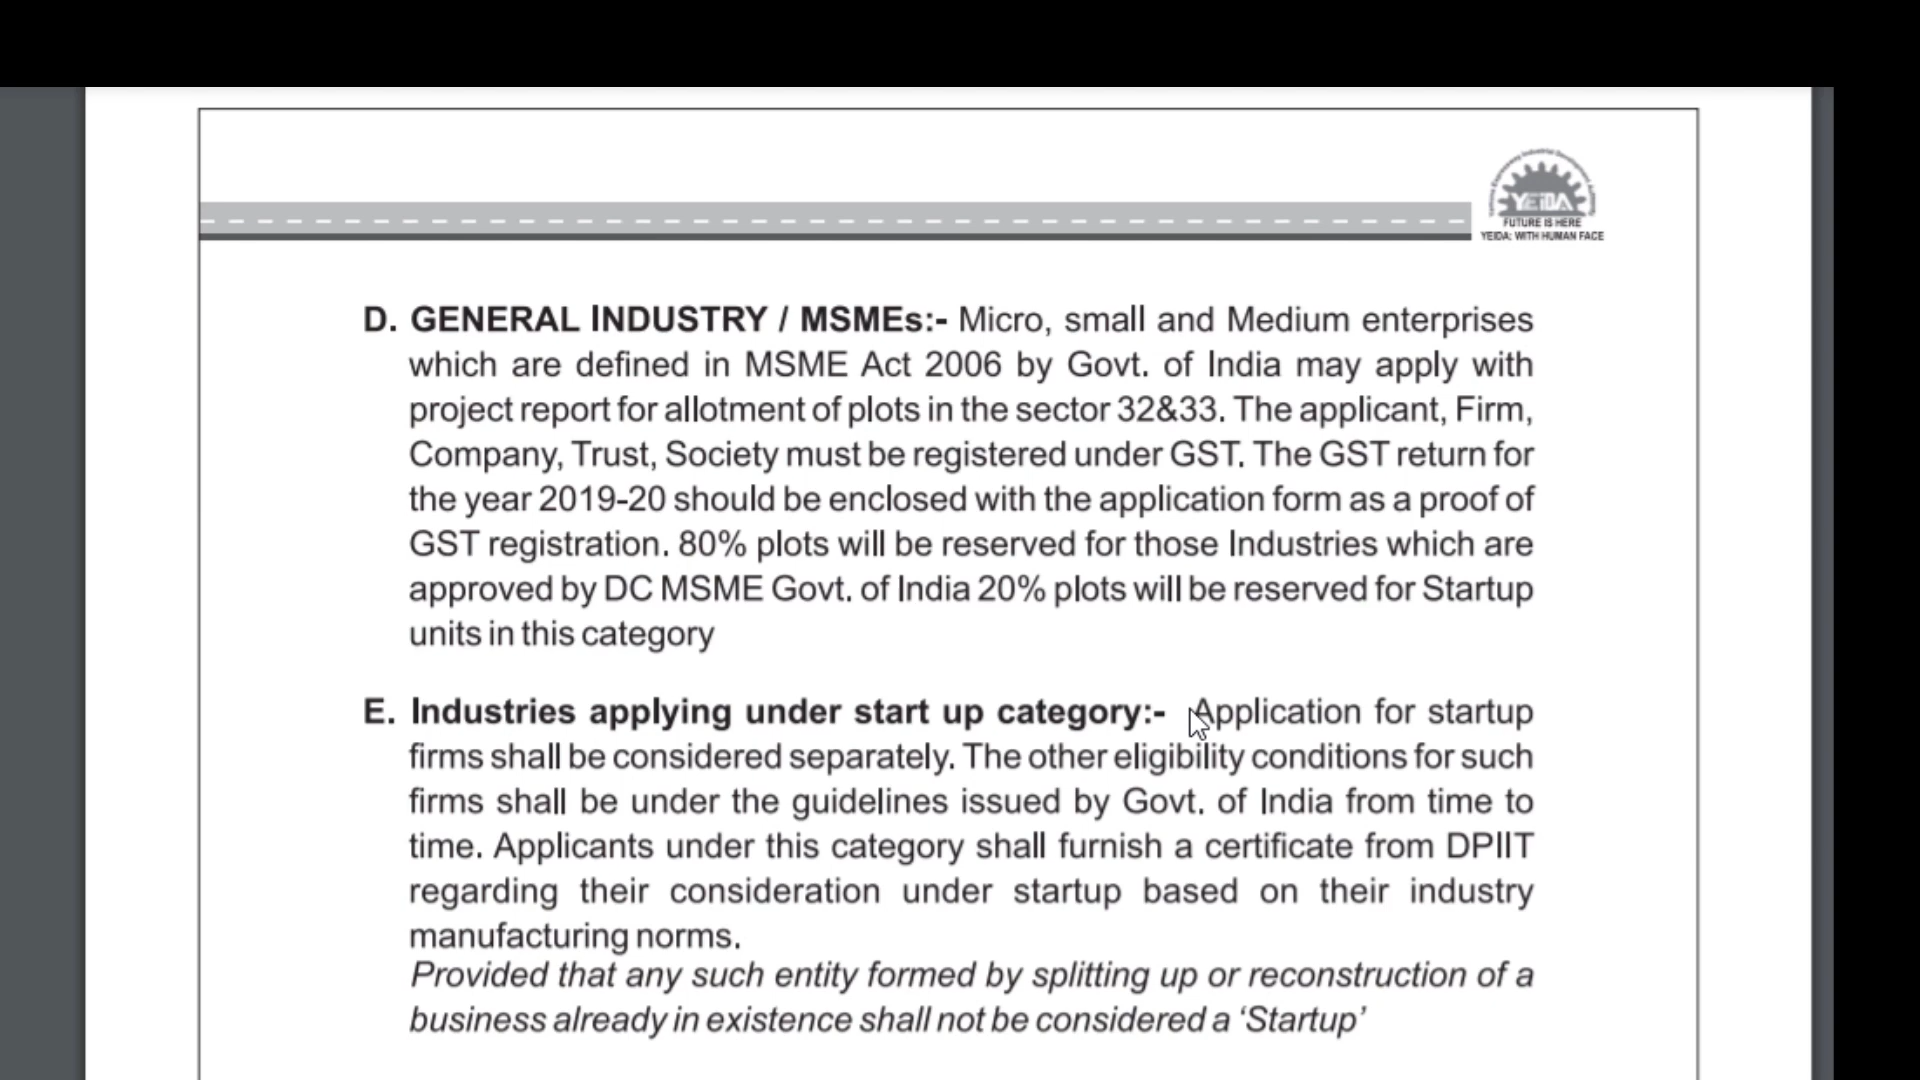 YEIDA
FUTURE IS HERE
YEIDA: WITH HUMAN FACE
D. GENERAL INDUSTRY / MSMEs:- Micro, small and Medium enterprises
which are defined in MSME Act 2006 by Govt. of India may apply with
project report for allotment of plots in the sector 32&33. The applicant, Firm,
Company, Trust, Society must be registered under GST. The GST return for
the year 2019-20 should be enclosed with the application form as a proof of
GST registration. 80% plots will be reserved for those Industries which are
approved by DC MSME Govt. of India 20% plots will be reserved for Startup
units in this category
E. Industries applying under start up category:- Application for startup
firms shall be considered separately. The other eligibility conditions for such
firms shall be under the guidelines issued by Govt. of India from time to
time. Applicants under this category shall furnish a certificate from DPIIT
regarding their consideration under startup based on their industry
manufacturing norms.
Provided that any such entity formed by splitting up or reconstruction of a
business already in existence shall not be considered a ‘Startup’